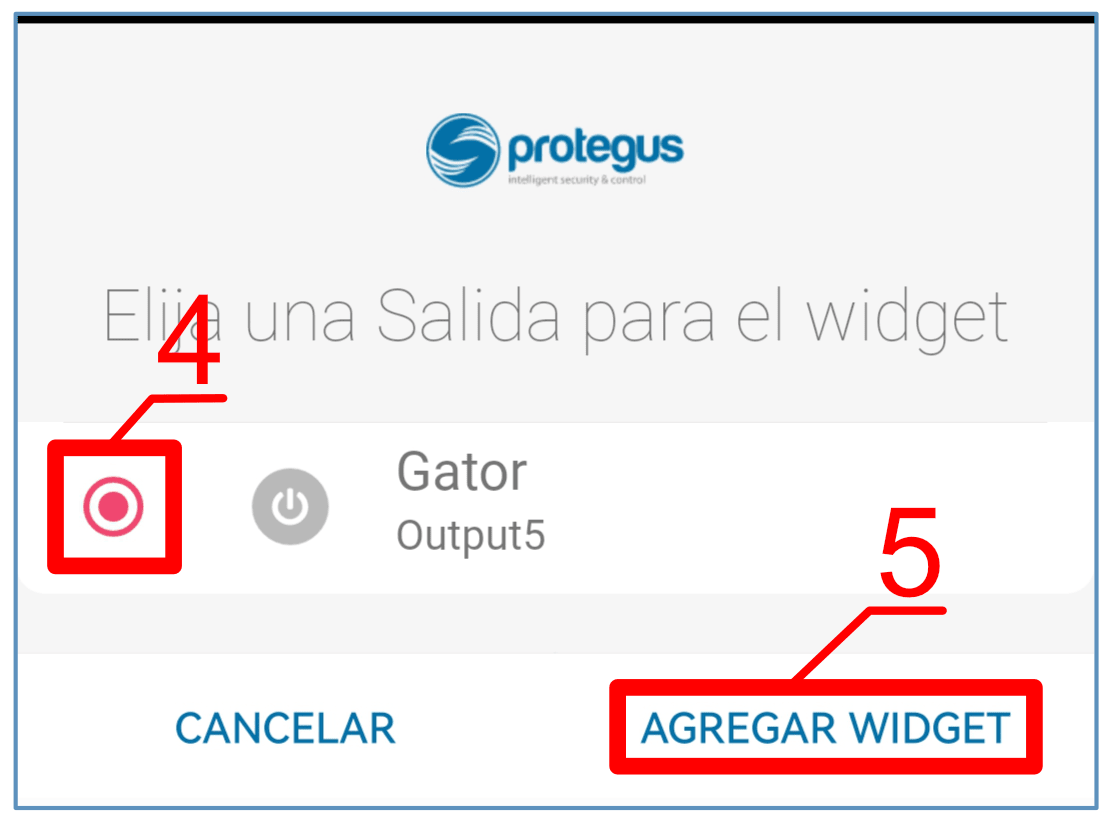 protegus
intelligent security & control
Elija una Salida para el widget
4
Gator
Output5
5
CANCELAR
AGREGAR WIDGET